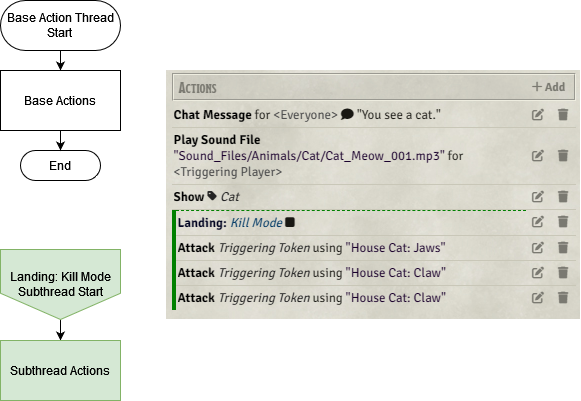 Base Action Thread
Start
Base Actions
End
Landing: Kill Mode
Subthread Start
Subthread Actions
Actions
+ Add
Chat Message for <Everyone> "You see a cat."
Play Sound File
"Sound_Files/Animals/Cat/Cat_Meow_001.mp3" for
<Triggering Player>
Show Cat
Landing: Kill Mode
Attack Triggering Token using "House Cat: Jaws"
Attack Triggering Token using "House Cat: Claw"
Attack Triggering Token using "House Cat: Claw"